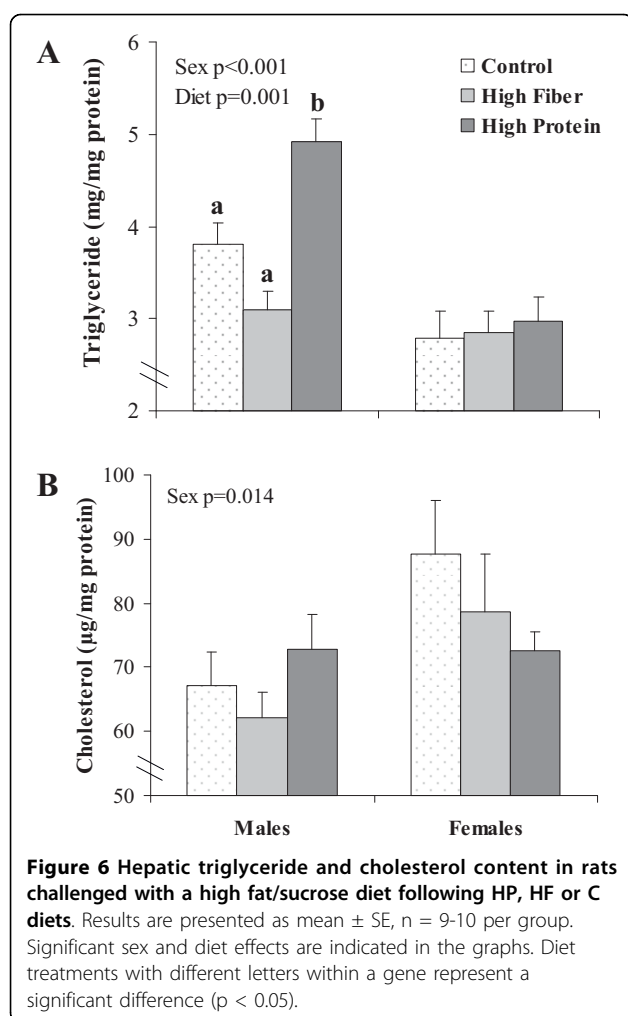 A
6
Sex p<0.001
Diet p=0.001
Control
High Fiber
High Protein
b
a
a
5
4
3
2
Triglyceride (mg/mg protein)
B
100
Sex p=0.014
90
80
70
60
50
Cholesterol (µg/mg protein)
Males Females
Figure 6 Hepatic triglyceride and cholesterol content in rats
challenged with a high fat/sucrose diet following HP, HF or C
diets. Results are presented as mean ± SE, n = 9-10 per group.
Significant sex and diet effects are indicated in the graphs. Diet
treatments with different letters within a gene represent a
significant difference (p < 0.05).